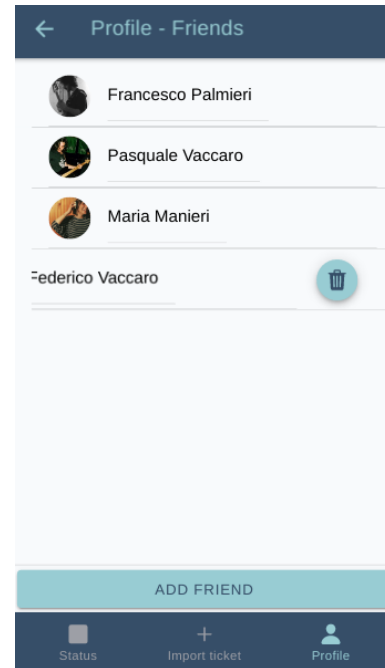 Profile - Friends
Francesco Palmieri
Pasquale Vaccaro
Maria Manieri
Federico Vaccaro
ADD FRIEND
Status
Import ticket
Profile